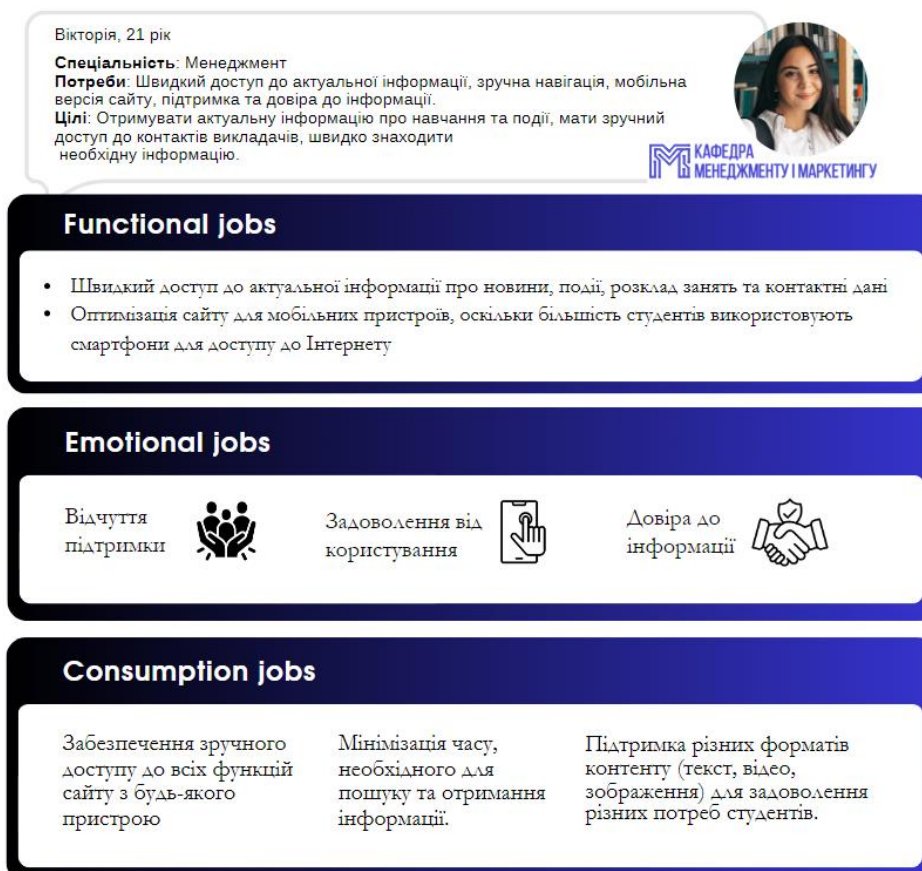 Вікторія, 21 рік
Спеціальність: Менеджмент
Потреби: Швидкий доступ до актуальної інформації, зручна навігація, мобільна
версія сайту, підтримка та довіра до інформації.
Цілі: Отримувати актуальну інформацію про навчання та події, мати зручний
доступ до контактів викладачів, швидко знаходити
необхідну інформацію.
КАФЕДРА
МЕНЕДЖМЕНТУ І МАРКЕТИНГУ
Functional jobs
• Швидкий доступ до актуальної інформації про новини, події, розклад занять та контактні дані
• Оптимізація сайту для мобільних пристроїв, оскільки більшість студентів використовують
смартфони для доступу до Інтернету
Emotional jobs
Відчуття
підтримки
Задоволення від
користування
Довіра до
інформації
Consumption jobs
Забезпечення зручного
доступу до всіх функцій
сайту з будь-якого
пристрою
Мінімізація часу,
необхідного для
пошуку та отримання
інформації.
Підтримка різних форматів
контенту (текст, відео,
зображення) для задоволення
різних потреб студентів.